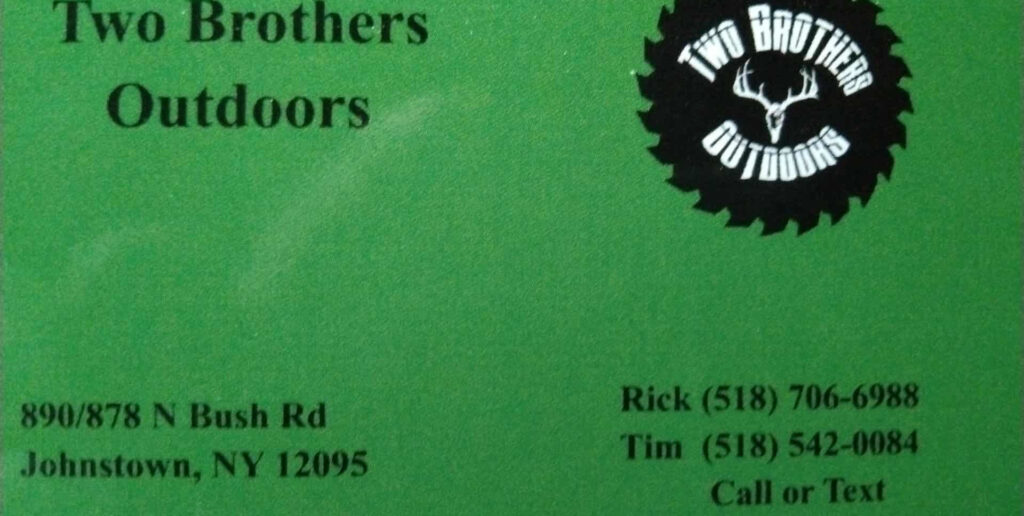 Two Brothers
Outdoors
TWO BROTHERS
OUTDOORS
890/878 N Bush Rd
Johnstown, NY 12095
Rick (518) 706-6988
Tim (518) 542-0084
Call or Text